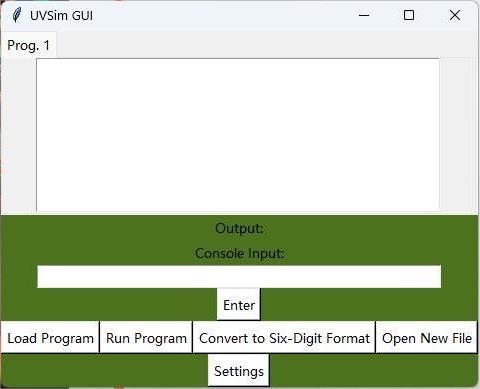 UVSim GUI
Prog. 1
Output:
Console Input:
Enter
Load Program Run Program Convert to Six-Digit Format Open New File
Settings